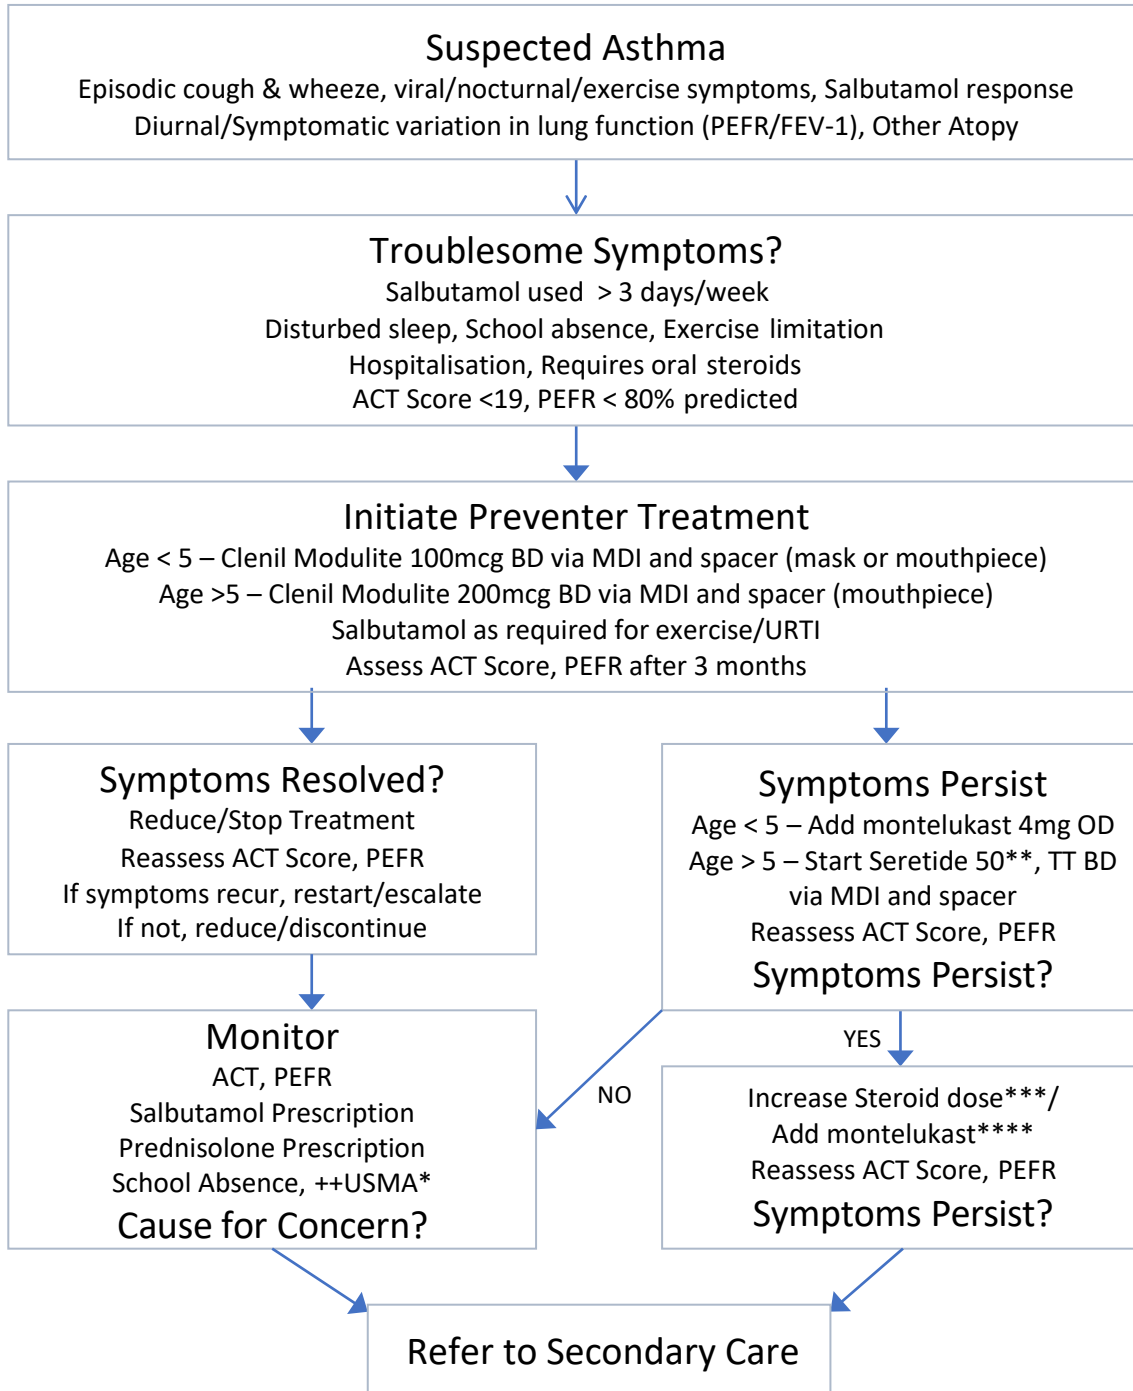 Suspected Asthma
Episodic cough & wheeze, viral/nocturnal/exercise symptoms, Salbutamol response
Diurnal/Symptomatic variation in lung function (PEFR/FEV-1), Other Atopy
Troublesome Symptoms?
Salbutamol used > 3 days/week
Disturbed sleep, School absence, Exercise limitation
Hospitalisation, Requires oral steroids
ACT Score <19, PEFR < 80% predicted
Initiate Preventer Treatment
Age < 5 – Clenil Modulite 100mcg BD via MDI and spacer (mask or mouthpiece)
Age >5 – Clenil Modulite 200mcg BD via MDI and spacer (mouthpiece)
Salbutamol as required for exercise/URTI
Assess ACT Score, PEFR after 3 months
Symptoms Resolved?
Reduce/Stop Treatment
Reassess ACT Score, PEFR
If symptoms recur, restart/escalate
If not, reduce/discontinue
Symptoms Persist
Age < 5 – Add montelukast 4mg OD
Age > 5 – Start Seretide 50**, TT BD
via MDI and spacer
Reassess ACT Score, PEFR
Symptoms Persist?
Monitor
ACT, PEFR
Salbutamol Prescription
Prednisolone Prescription
School Absence, ++USMA*
Cause for Concern?
NO
YES
Increase Steroid dose***/
Add montelukast****
Reassess ACT Score, PEFR
Symptoms Persist?
Refer to Secondary Care